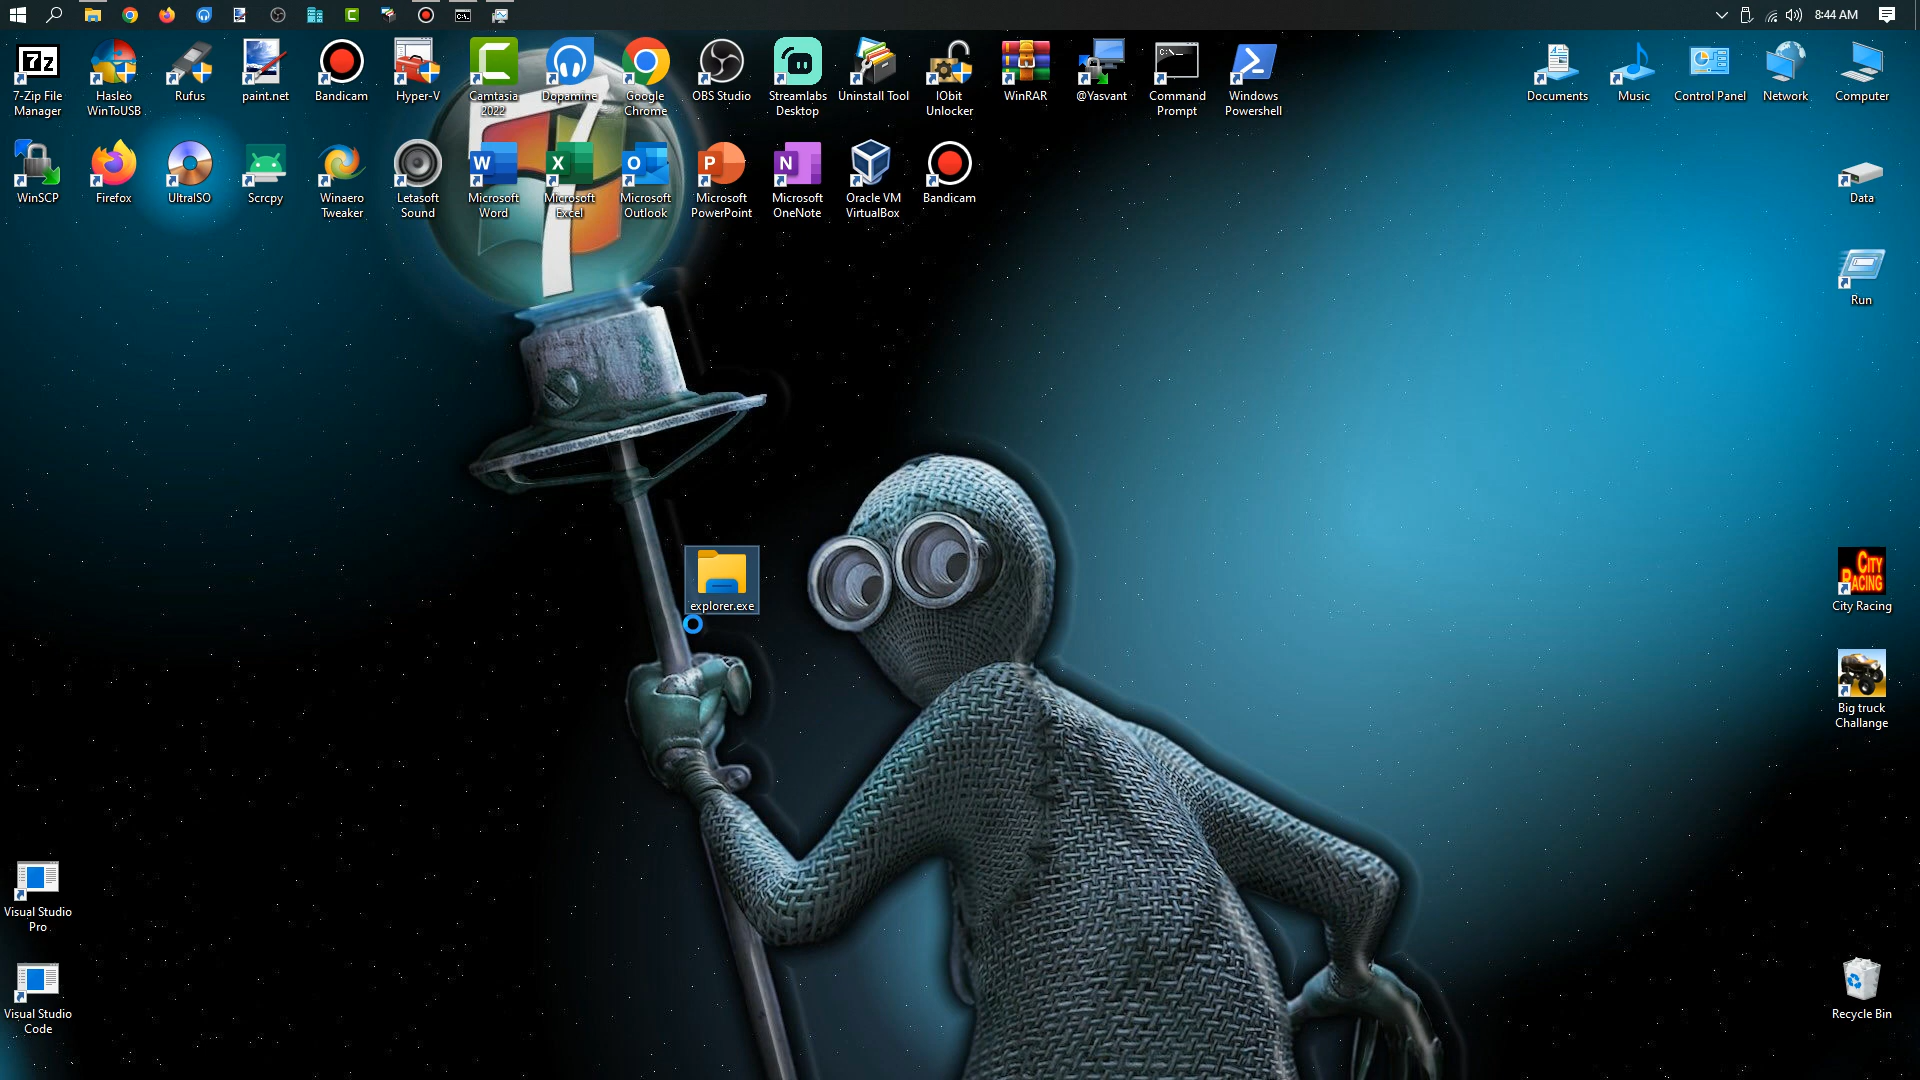 8:44 AM
7-Zip File
Manager
Hasleo
WinToUSB
Rufus
paint.net
Bandicam
Hyper-V
Camtasia
2022
Dopamine
Google
Chrome
OBS Studio
Streamlabs
Desktop
Uninstall Tool
IObit
Unlocker
WinRAR
@Yasvant
Command
Prompt
Windows
Powershell
Documents
Music
Control Panel
Network
Computer
WinSCP
Firefox
UltraISO
Scrcpy
Winaero
Tweaker
Letasoft
Sound
Microsoft
Word
Microsoft
Excel
Microsoft
Outlook
Microsoft
PowerPoint
Microsoft
OneNote
Oracle VM
VirtualBox
Bandicam
Data
Run
explorer.exe
City Racing
Big truck
Challange
Visual Studio
Pro
Visual Studio
Code
Recycle Bin